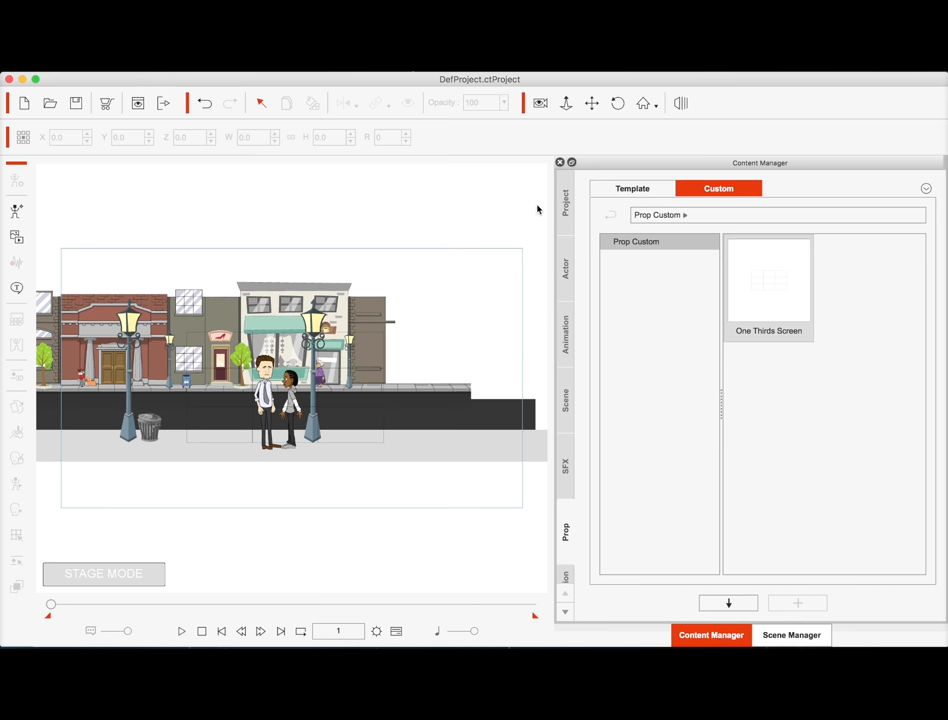 DefProject.ctProject
Opacity : 100
X 0.0 Y 0.0 Z 0.0 W 0.0 H 0.0 R 0
Content Manager
Template Custom
Prop Custom ▸
Prop Custom
One Thirds Screen
Project
Actor
Animation
Scene
SFX
Prop
ion
STAGE MODE
1
Content Manager Scene Manager